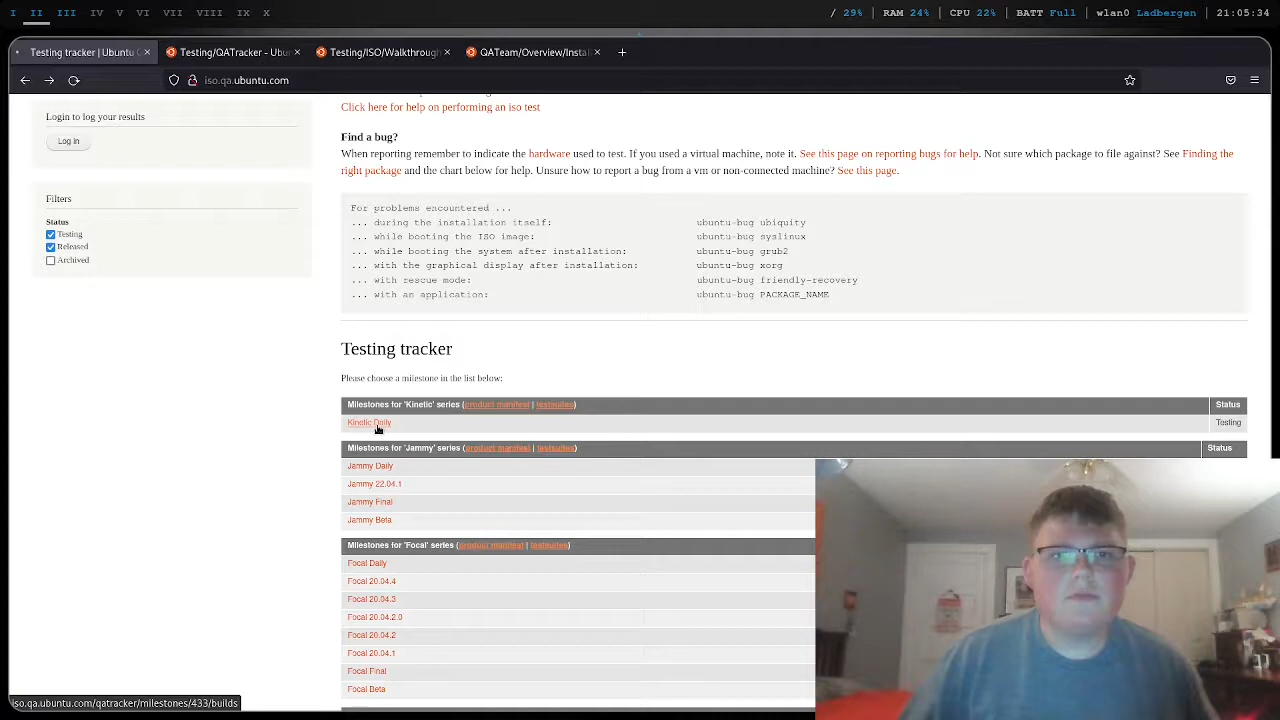 I II III IV V VI VII VIII IX X / 29% | RAM 24% | CPU 22% | BATT Full | wlan0 Ladbergen | 21:05:34
Testing tracker | Ubuntu Testing/QATracker - Ubun Testing/ISO/Walkthrough QATeam/Overview/Instal
iso.qa.ubuntu.com
Click here for help on performing an iso test
Login to log your results
Log in
Find a bug?
When reporting remember to indicate the hardware used to test. If you used a virtual machine, note it. See this page on reporting bugs for help. Not sure which package to file against? See Finding the
right package and the chart below for help. Unsure how to report a bug from a vm or non-connected machine? See this page.
Filters
Status
Testing
Released
Archived
For problems encountered ...
... during the installation itself: ubuntu-bug ubiquity
... while booting the ISO image: ubuntu-bug syslinux
... while booting the system after installation: ubuntu-bug grub2
... with the graphical display after installation: ubuntu-bug xorg
... with rescue mode: ubuntu-bug friendly-recovery
... with an application: ubuntu-bug PACKAGE_NAME
Testing tracker
Please choose a milestone in the list below:
Milestones for 'Kinetic' series (product manifest | testsuites) Status
Kinetic Daily Testing
Milestones for 'Jammy' series (product manifest | testsuites) Status
Jammy Daily
Jammy 22.04.1
Jammy Final
Jammy Beta
Milestones for 'Focal' series (product manifest | testsuites)
Focal Daily
Focal 20.04.4
Focal 20.04.3
Focal 20.04.2.0
Focal 20.04.2
Focal 20.04.1
Focal Final
Focal Beta
iso.qa.ubuntu.com/qatracker/milestones/433/builds